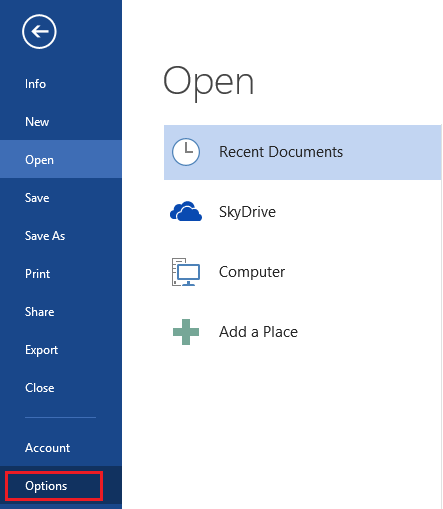 Info
New
Open
Save
Save As
Print
Share
Export
Close
Account
Options
Open
Recent Documents
SkyDrive
Computer
Add a Place